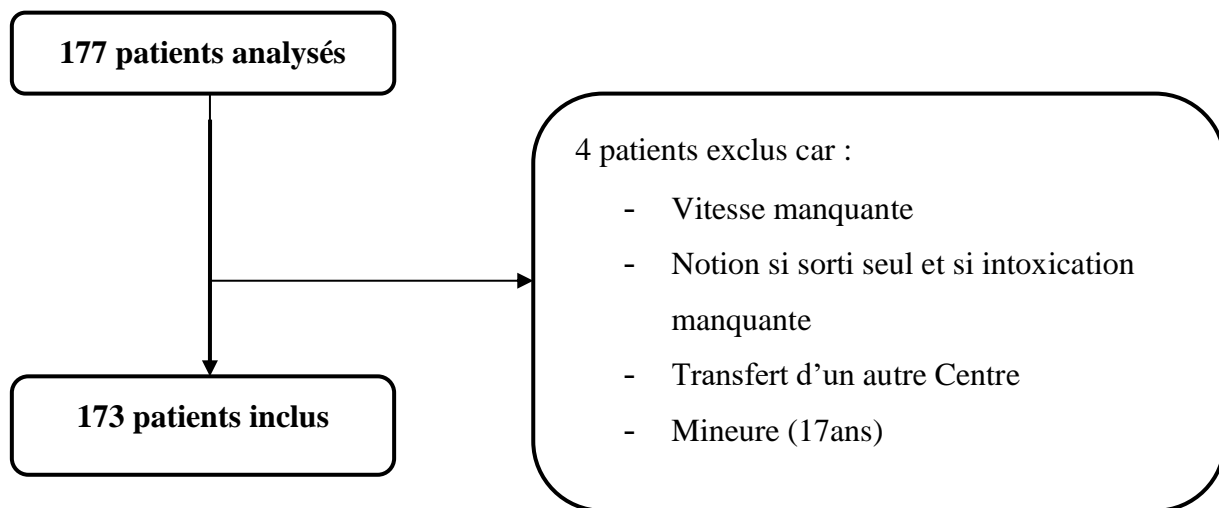 177 patients analysés
4 patients exclus car :
- Vitesse manquante
- Notion si sorti seul et si intoxication
manquante
- Transfert d’un autre Centre
- Mineure (17ans)
173 patients inclus